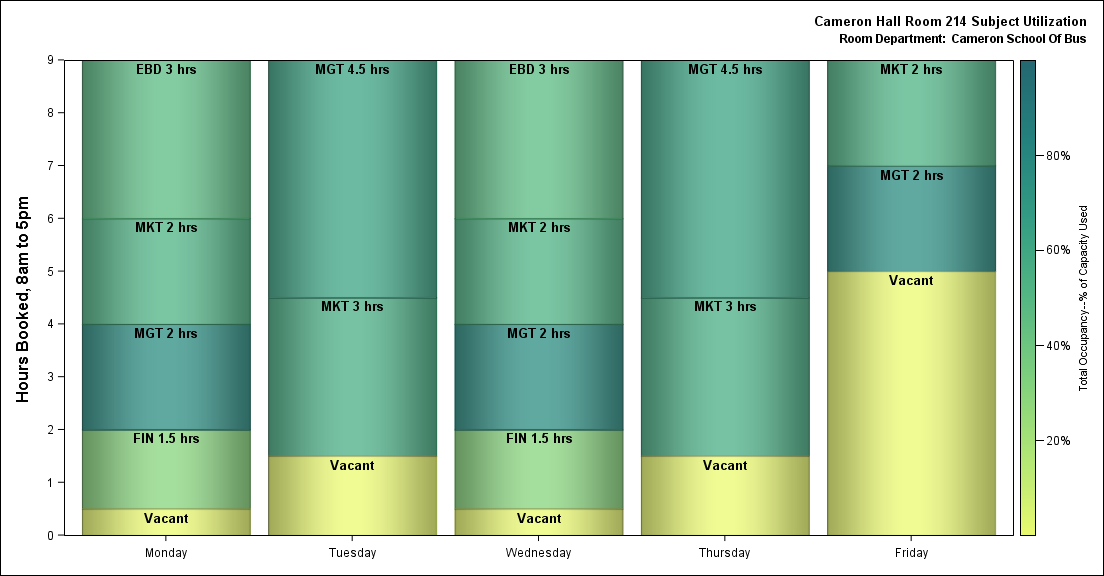 Cameron Hall Room 214 Subject Utilization
Room Department: Cameron School Of Bus
Hours Booked, 8am to 5pm
9
8
7
6
5
4
3
2
1
0
EBD 3 hrs
MKT 2 hrs
MGT 2 hrs
FIN 1.5 hrs
Vacant
Monday
MGT 4.5 hrs
MKT 3 hrs
Vacant
Tuesday
EBD 3 hrs
MKT 2 hrs
MGT 2 hrs
FIN 1.5 hrs
Vacant
Wednesday
MGT 4.5 hrs
MKT 3 hrs
Vacant
Thursday
MKT 2 hrs
MGT 2 hrs
Vacant
Friday
80%
60%
40%
20%
Total Occupancy--% of Capacity Used